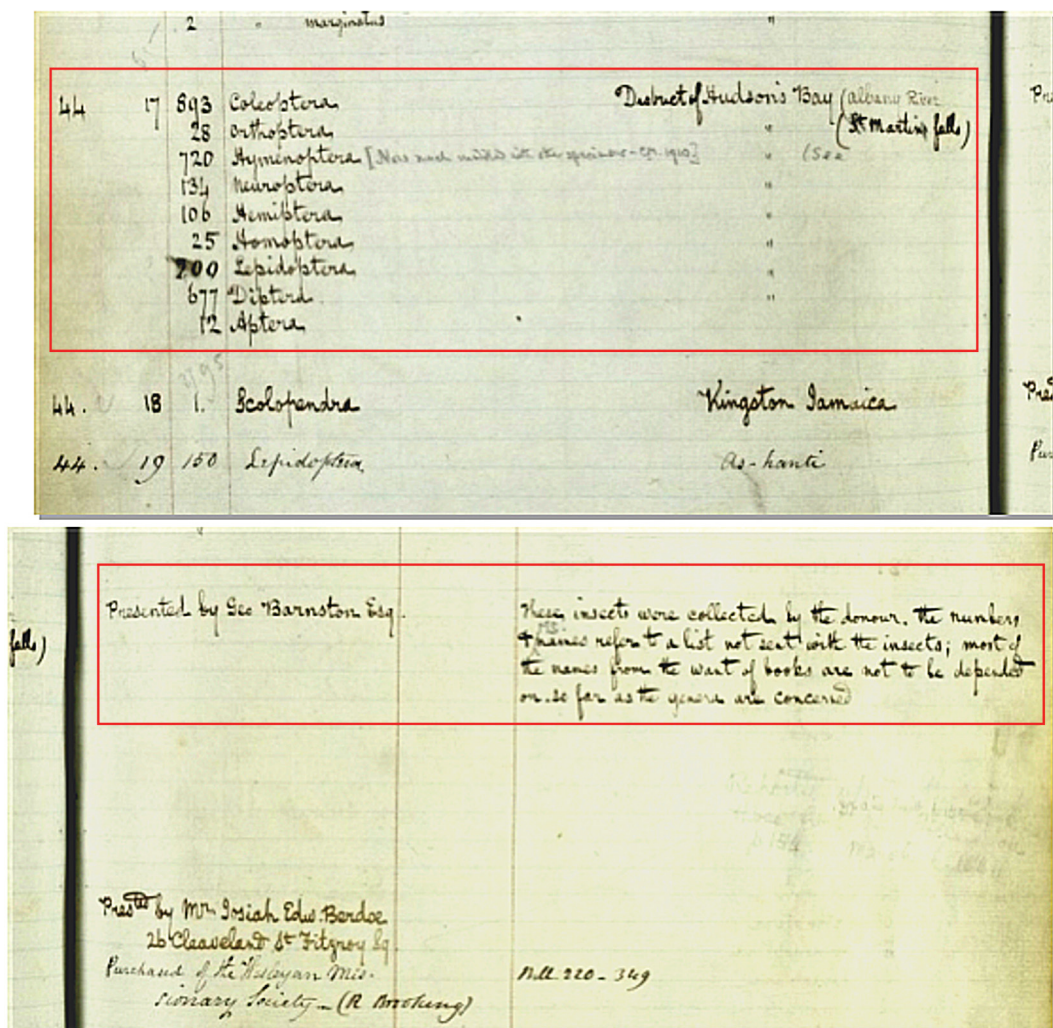 2 " marginatus "
44 17 893 Coleoptera District of Hudson's Bay (albany River
28 Orthoptera " (St Martins falls)
720 Hymenoptera " (See
134 Neuroptera "
106 Hemiptera "
25 Homoptera "
200 Lepidoptera "
677 Diptera "
12 Aptera
2795
44. 18 1. Scolopendra Kingston Jamaica
44. 19 150 Lepidoptera As-hanti
falls)
Presented by Geo Barnston Esq.
These insects were collected by the donour. the numbers
& names refer to a list not sent with the insects; most of
the names from the want of books are not to be depended
on. so far as the genera are concerned
Prested by Mr Josiah Edw. Berdoe
26 Cleaveland St Fitzroy Sq
Purchased of the Wesleyan Mis-
sionary Society - (R Brooking)
220-349